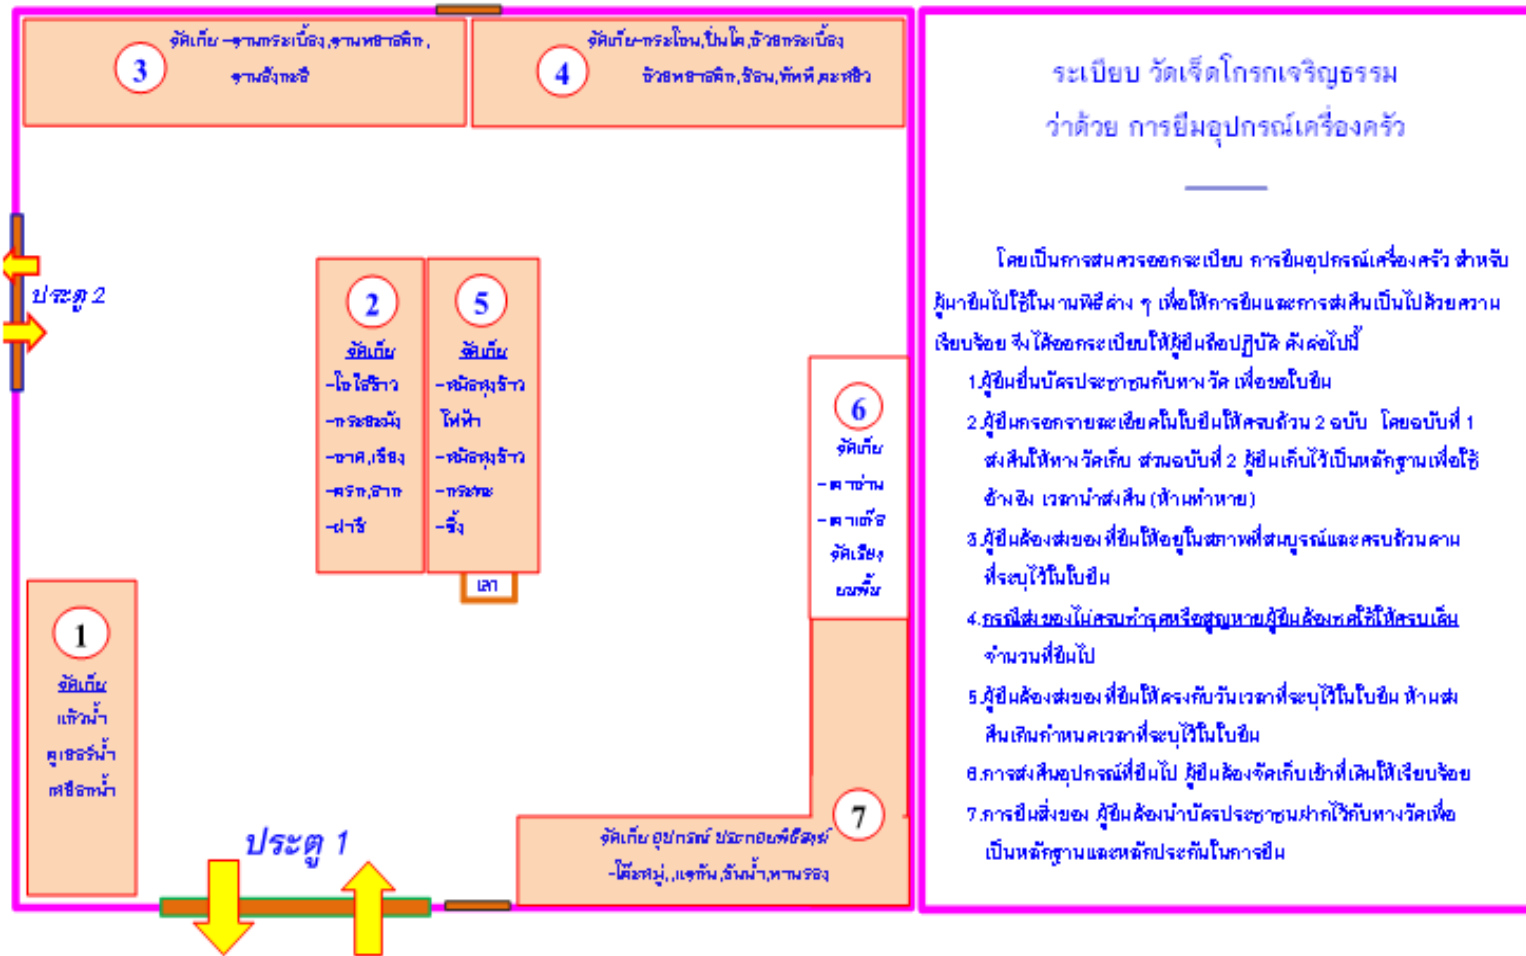 3
จัดเก็บ -จานกระเบื้อง,จานพลาสติก,
จานสังกะสี
4
จัดเก็บ-กระโถน,ปิ่นโต,ถ้วยกระเบื้อง
ถ้วยพลาสติก,ช้อน,ทัพพี,ตะหลิว
ประตู 2
2
จัดเก็บ
-โถใส่ข้าว
-กระละมัง
-ถาด,เขียง
-ครก,สาก
-ฝาชี
5
จัดเก็บ
-หม้อหุงข้าว
ไฟฟ้า
-หม้อหุงข้าว
-กระทะ
-ซึ้ง
เสา
6
จัดเก็บ
-เตาถ่าน
-เตาแก๊ส
จัดเรียง
บนพื้น
1
จัดเก็บ
แก้วน้ำ
คูเลอร์น้ำ
เหยือกน้ำ
ประตู 1
7
จัดเก็บ อุปกรณ์ ประกอบพิธีสงฆ์
-โต๊ะหมู่,,แจกัน,ขันน้ำ,พานรอง
ระเบียบ วัดเจ็ดโกรกเจริญธรรม
ว่าด้วย การยืมอุปกรณ์เครื่องครัว
โดยเป็นการสมควรออกระเบียบ การยืมอุปกรณ์เครื่องครัว สำหรับ
ผู้มายืมไปใช้ในงานพิธีต่าง ๆ เพื่อให้การยืมและการส่งคืนเป็นไปด้วยความ
เรียบร้อย จึงได้ออกระเบียบให้ผู้ยืมถือปฏิบัติ ดังต่อไปนี้
1.ผู้ยืมยื่นบัตรประชาชนกับทางวัด เพื่อขอใบยืม
2.ผู้ยืมกรอกรายละเอียดในใบยืมให้ครบถ้วน 2 ฉบับ โดยฉบับที่ 1
ส่งคืนให้ทางวัดเก็บ ส่วนฉบับที่ 2 ผู้ยืมเก็บไว้เป็นหลักฐานเพื่อใช้
อ้างอิง เวลานำส่งคืน (ห้ามทำหาย)
3.ผู้ยืมต้องส่งของที่ยืมให้อยู่ในสภาพที่สมบูรณ์และครบถ้วนตาม
ที่ระบุไว้ในใบยืม
4.กรณีส่งของไม่ครบชำรุดหรือสูญหายผู้ยืมต้องชดใช้ให้ครบเต็ม
จำนวนที่ยืมไป
5.ผู้ยืมต้องส่งของที่ยืมให้ตรงกับวันเวลาที่ระบุไว้ในใบยืม ห้ามส่ง
คืนเกินกำหนดเวลาที่ระบุไว้ในใบยืม
6.การส่งคืนอุปกรณ์ที่ยืมไป ผู้ยืมต้องจัดเก็บเข้าที่เดิมให้เรียบร้อย
7.การยืมสิ่งของ ผู้ยืมต้องนำบัตรประชาชนฝากไว้กับทางวัดเพื่อ
เป็นหลักฐานและหลักประกันในการยืม